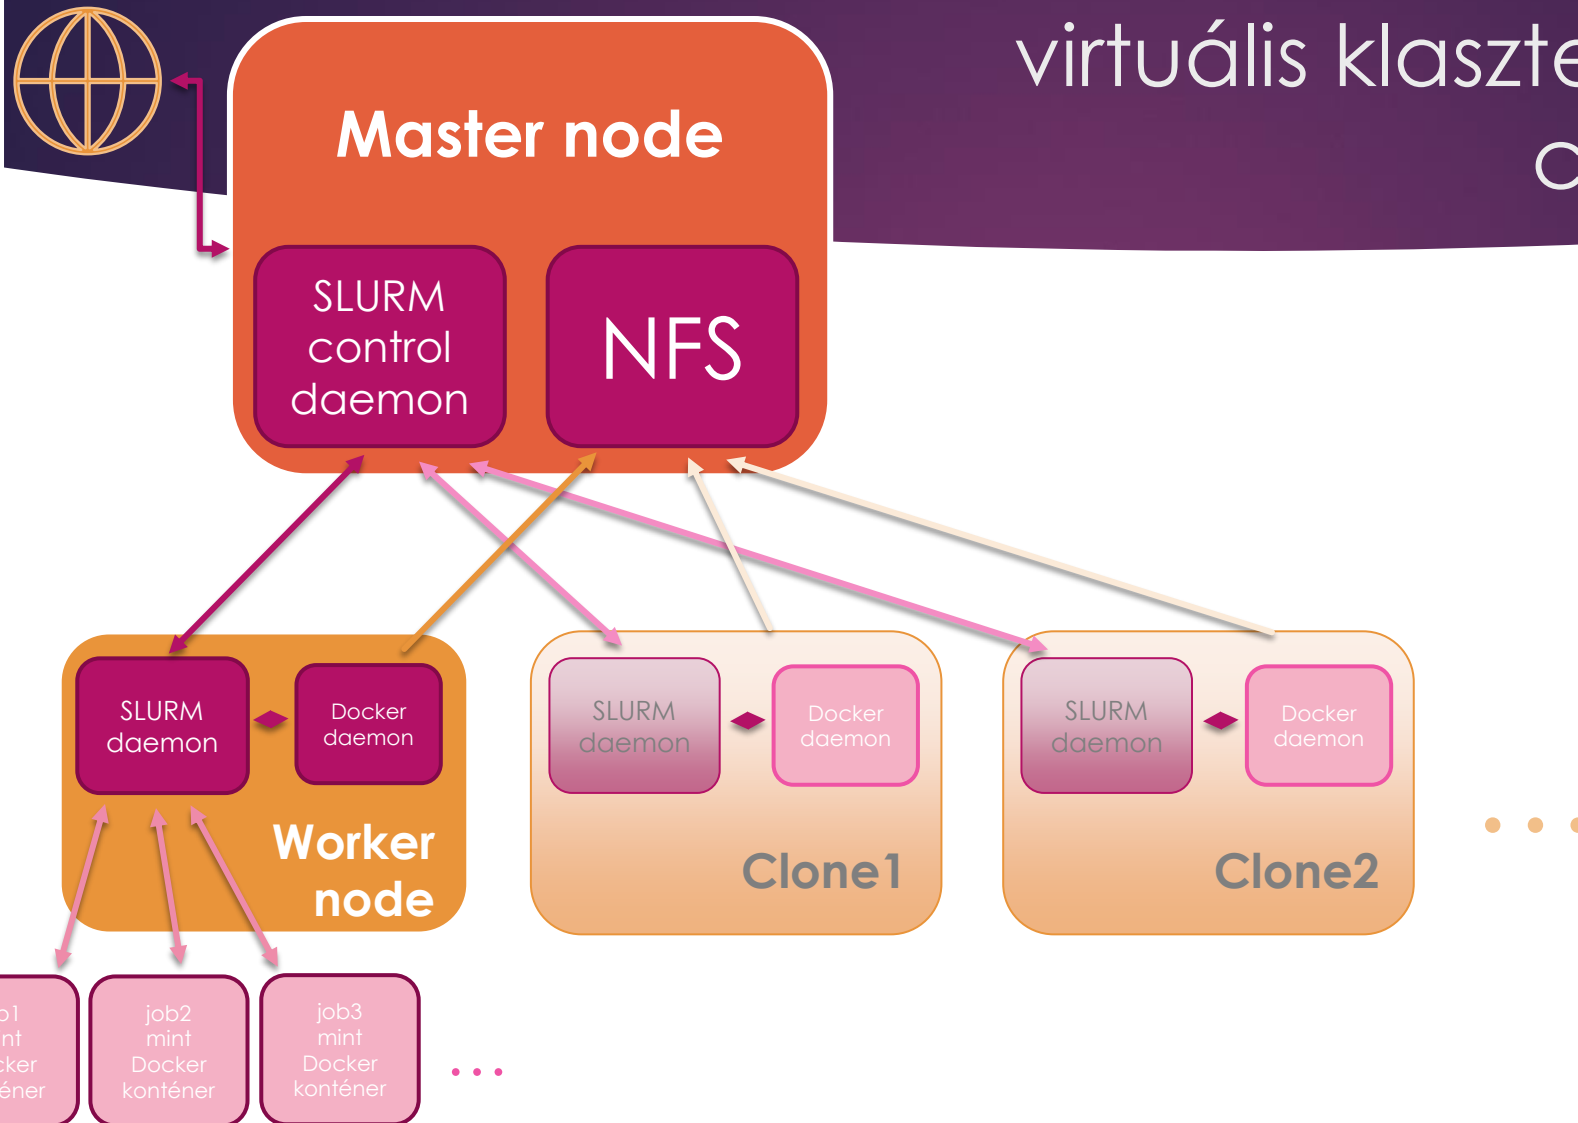 virtuális klaszte
Master node
SLURM
control
daemon
NFS
SLURM
daemon
Docker
daemon
Worker
node
SLURM
daemon
Docker
daemon
Clone1
SLURM
daemon
Docker
daemon
Clone2
job2
mint
Docker
konténer
job3
mint
Docker
konténer
...